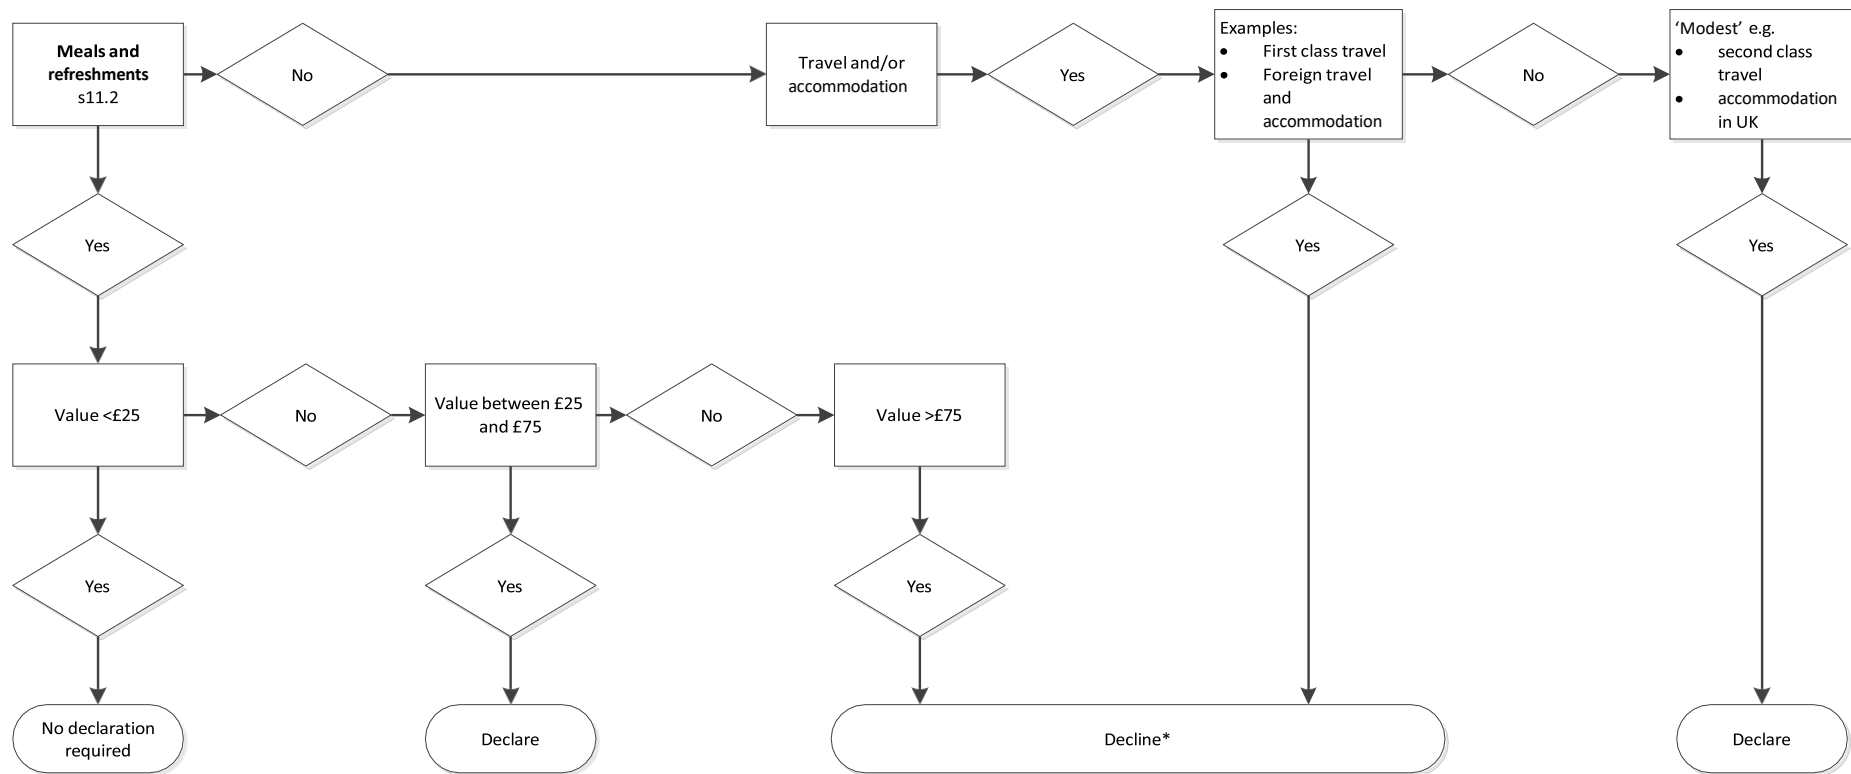 Meals and
refreshments
s11.2
No
Travel and/or
accommodation
Yes
Examples:
• First class travel
• Foreign travel
and
accommodation
No
‘Modest’ e.g.
• second class
travel
• accommodation
in UK
Yes
Yes
Yes
Value <£25
No
Value between £25
and £75
No
Value >£75
Yes
Yes
Yes
No declaration
required
Declare
Decline*
Declare